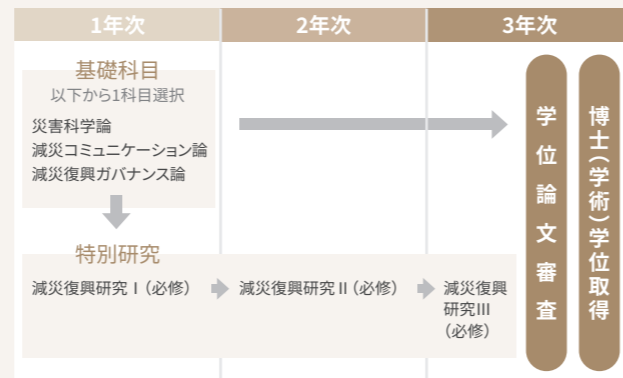 1年次
2年次
3年次
基礎科目
以下から1科目選択
災害科学論
減災コミュニケーション論
減災復興ガバナンス論
特別研究
減災復興研究Ⅰ(必修)
減災復興研究Ⅱ(必修)
減災復興
研究Ⅲ
(必修)
学位論文審査
博士(学術)学位取得